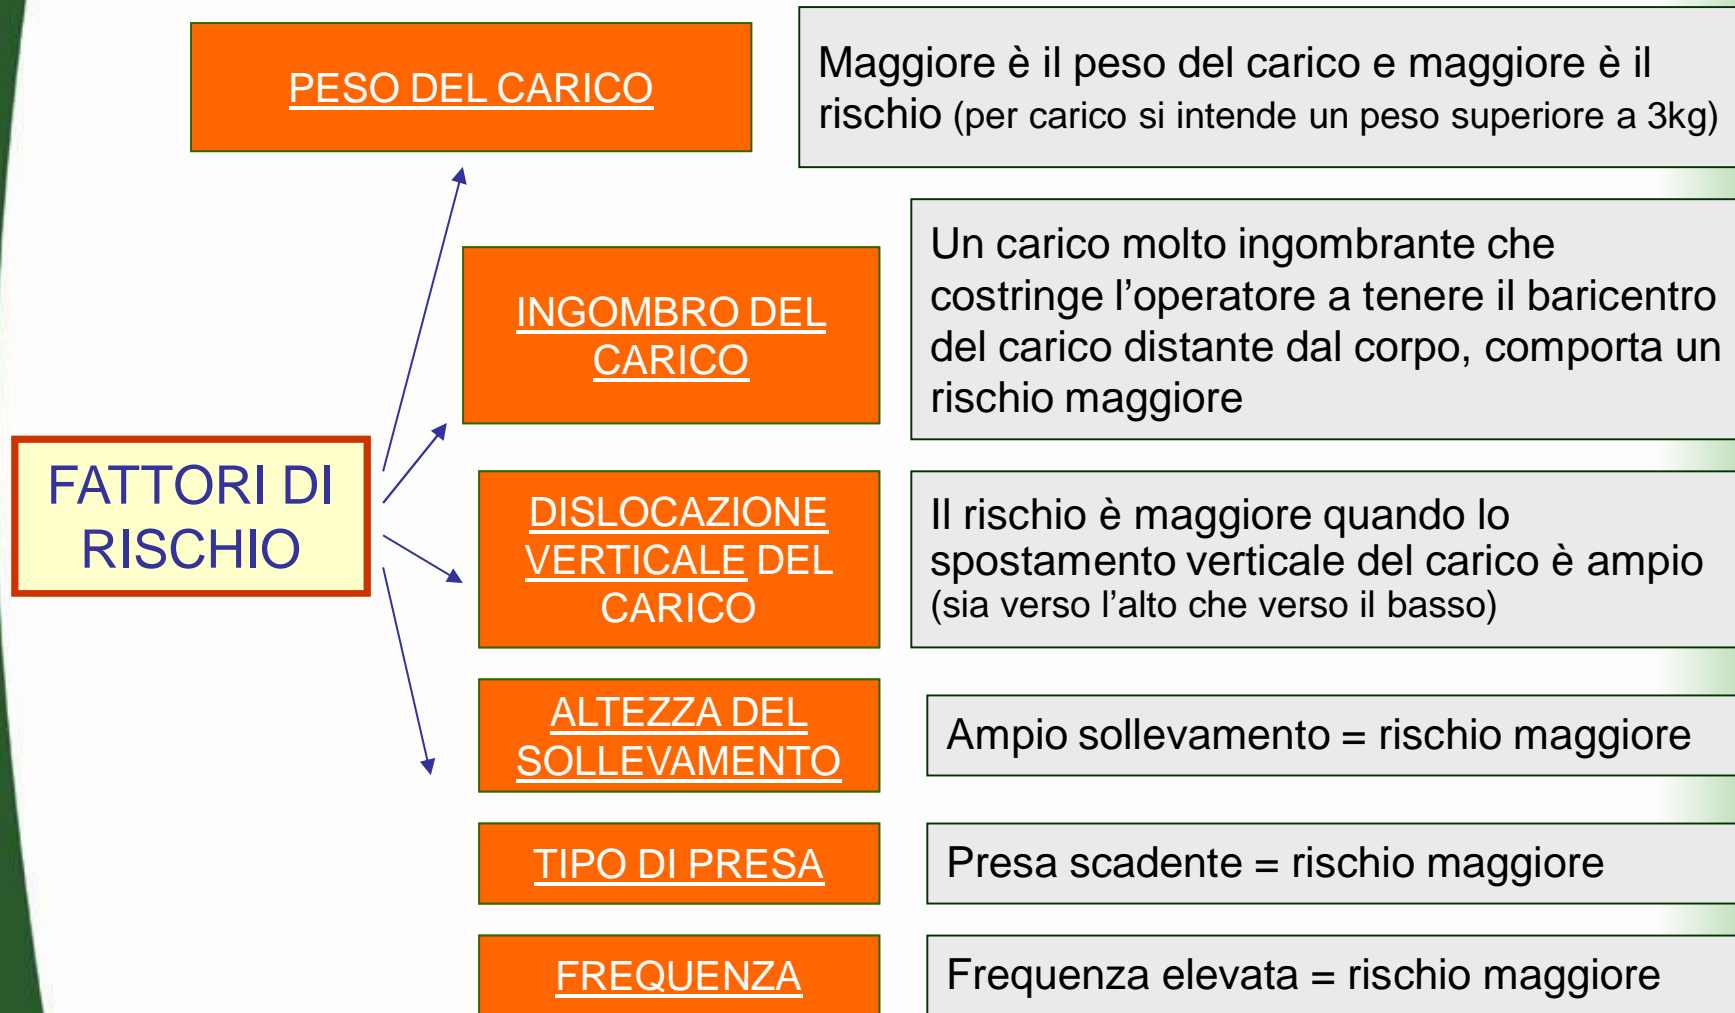 PESO DEL CARICO
Maggiore è il peso del carico e maggiore è il
rischio (per carico si intende un peso superiore a 3kg)
INGOMBRO DEL
CARICO
Un carico molto ingombrante che
costringe l’operatore a tenere il baricentro
del carico distante dal corpo, comporta un
rischio maggiore
FATTORI DI
RISCHIO
DISLOCAZIONE
VERTICALE DEL
CARICO
Il rischio è maggiore quando lo
spostamento verticale del carico è ampio
(sia verso l’alto che verso il basso)
ALTEZZA DEL
SOLLEVAMENTO
Ampio sollevamento = rischio maggiore
TIPO DI PRESA
Presa scadente = rischio maggiore
FREQUENZA
Frequenza elevata = rischio maggiore